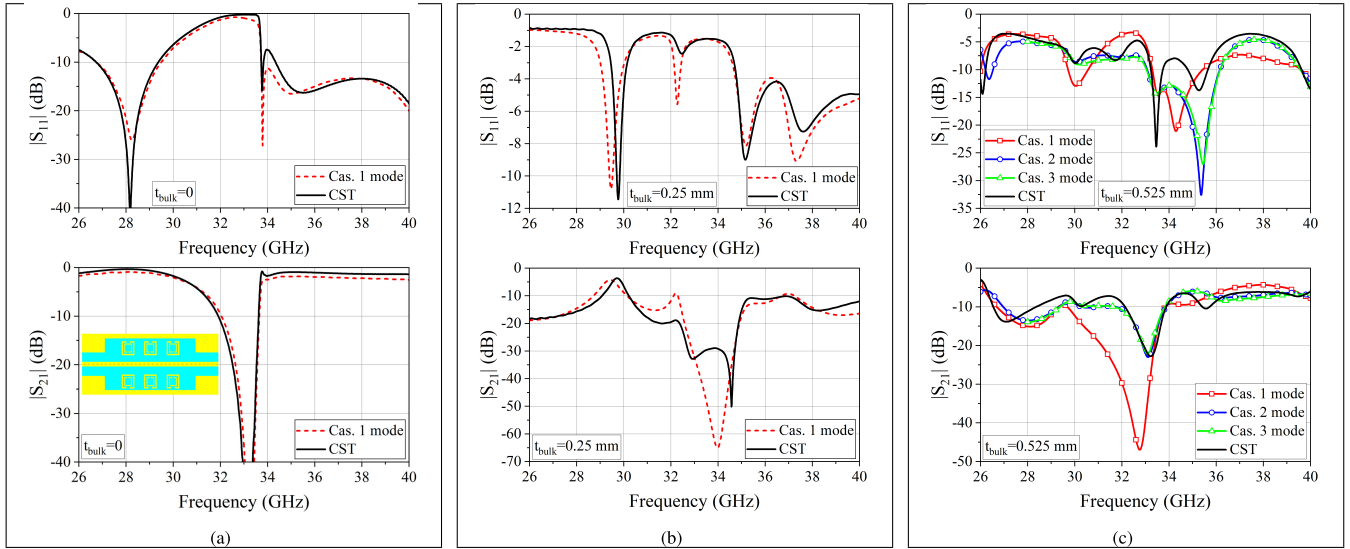 0
-10
-20
-30
-40
|S11| (dB)
tbulk=0
Cas. 1 mode
CST
26 28 30 32 34 36 38 40
Frequency (GHz)
0
-10
-20
-30
-40
|S21| (dB)
tbulk=0
Cas. 1 mode
CST
26 28 30 32 34 36 38 40
Frequency (GHz)
(a)
0
-2
-4
-6
-8
-10
-12
|S11| (dB)
tbulk=0.25 mm
Cas. 1 mode
CST
26 28 30 32 34 36 38 40
Frequency (GHz)
10
0
-10
-20
-30
-40
-50
-60
-70
|S21| (dB)
tbulk=0.25 mm
Cas. 1 mode
CST
26 28 30 32 34 36 38 40
Frequency (GHz)
(b)
0
-5
-10
-15
-20
-25
-30
-35
|S11| (dB)
Cas. 1 mode
Cas. 2 mode
Cas. 3 mode
CST
tbulk=0.525 mm
26 28 30 32 34 36 38 40
Frequency (GHz)
0
-10
-20
-30
-40
-50
|S21| (dB)
Cas. 1 mode
Cas. 2 mode
Cas. 3 mode
CST
tbulk=0.525 mm
26 28 30 32 34 36 38 40
Frequency (GHz)
(c)